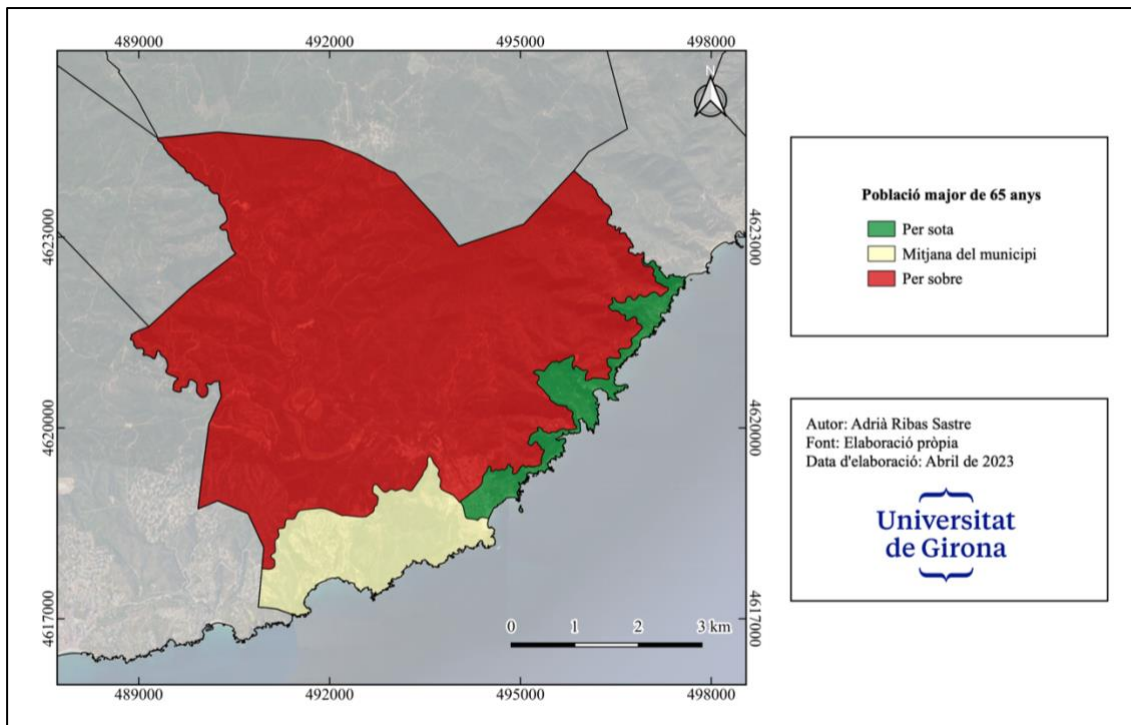 489000 492000 495000 498000
N
4623000 4623000
4620000 4620000
4617000 4617000
0 1 2 3 km
489000 492000 495000 498000
Població major de 65 anys
Per sota
Mitjana del municipi
Per sobre
Autor: Adrià Ribas Sastre
Font: Elaboració pròpia
Data d'elaboració: Abril de 2023
Universitat
de Girona